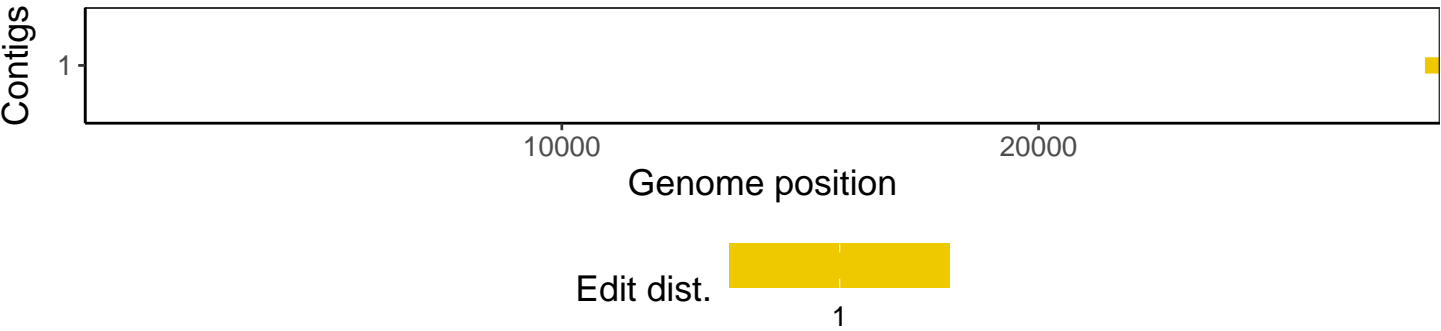 Contigs
1
10000 20000
Genome position
Edit dist.
1